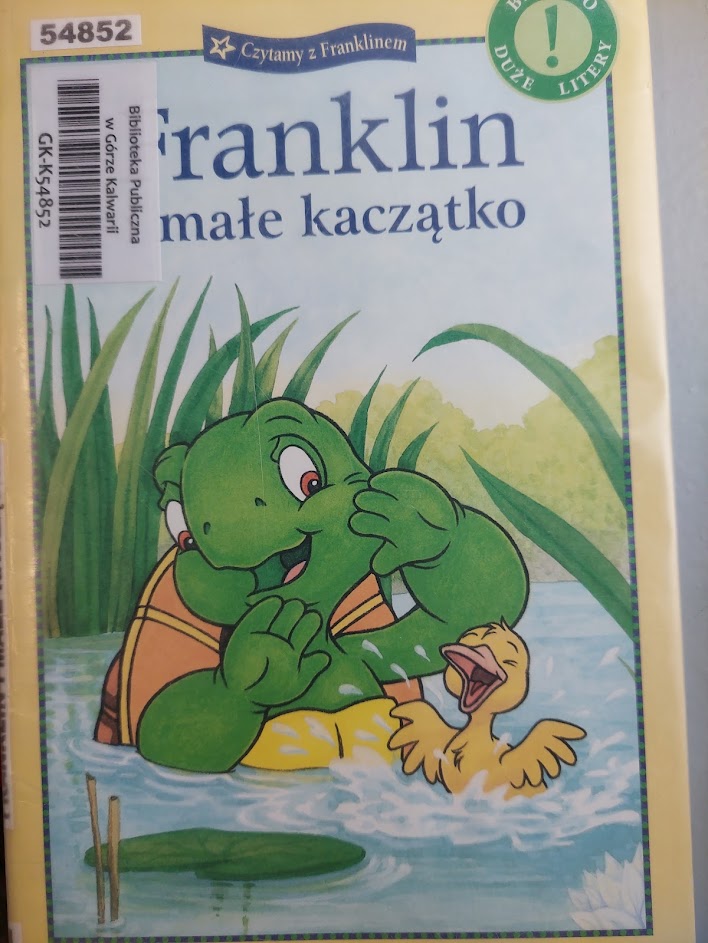 54852
Czytamy z Franklinem
DUŻE LITERY
!
Biblioteka Publiczna
w Górze Kalwarii
GK-K54852
Franklin
małe kaczątko